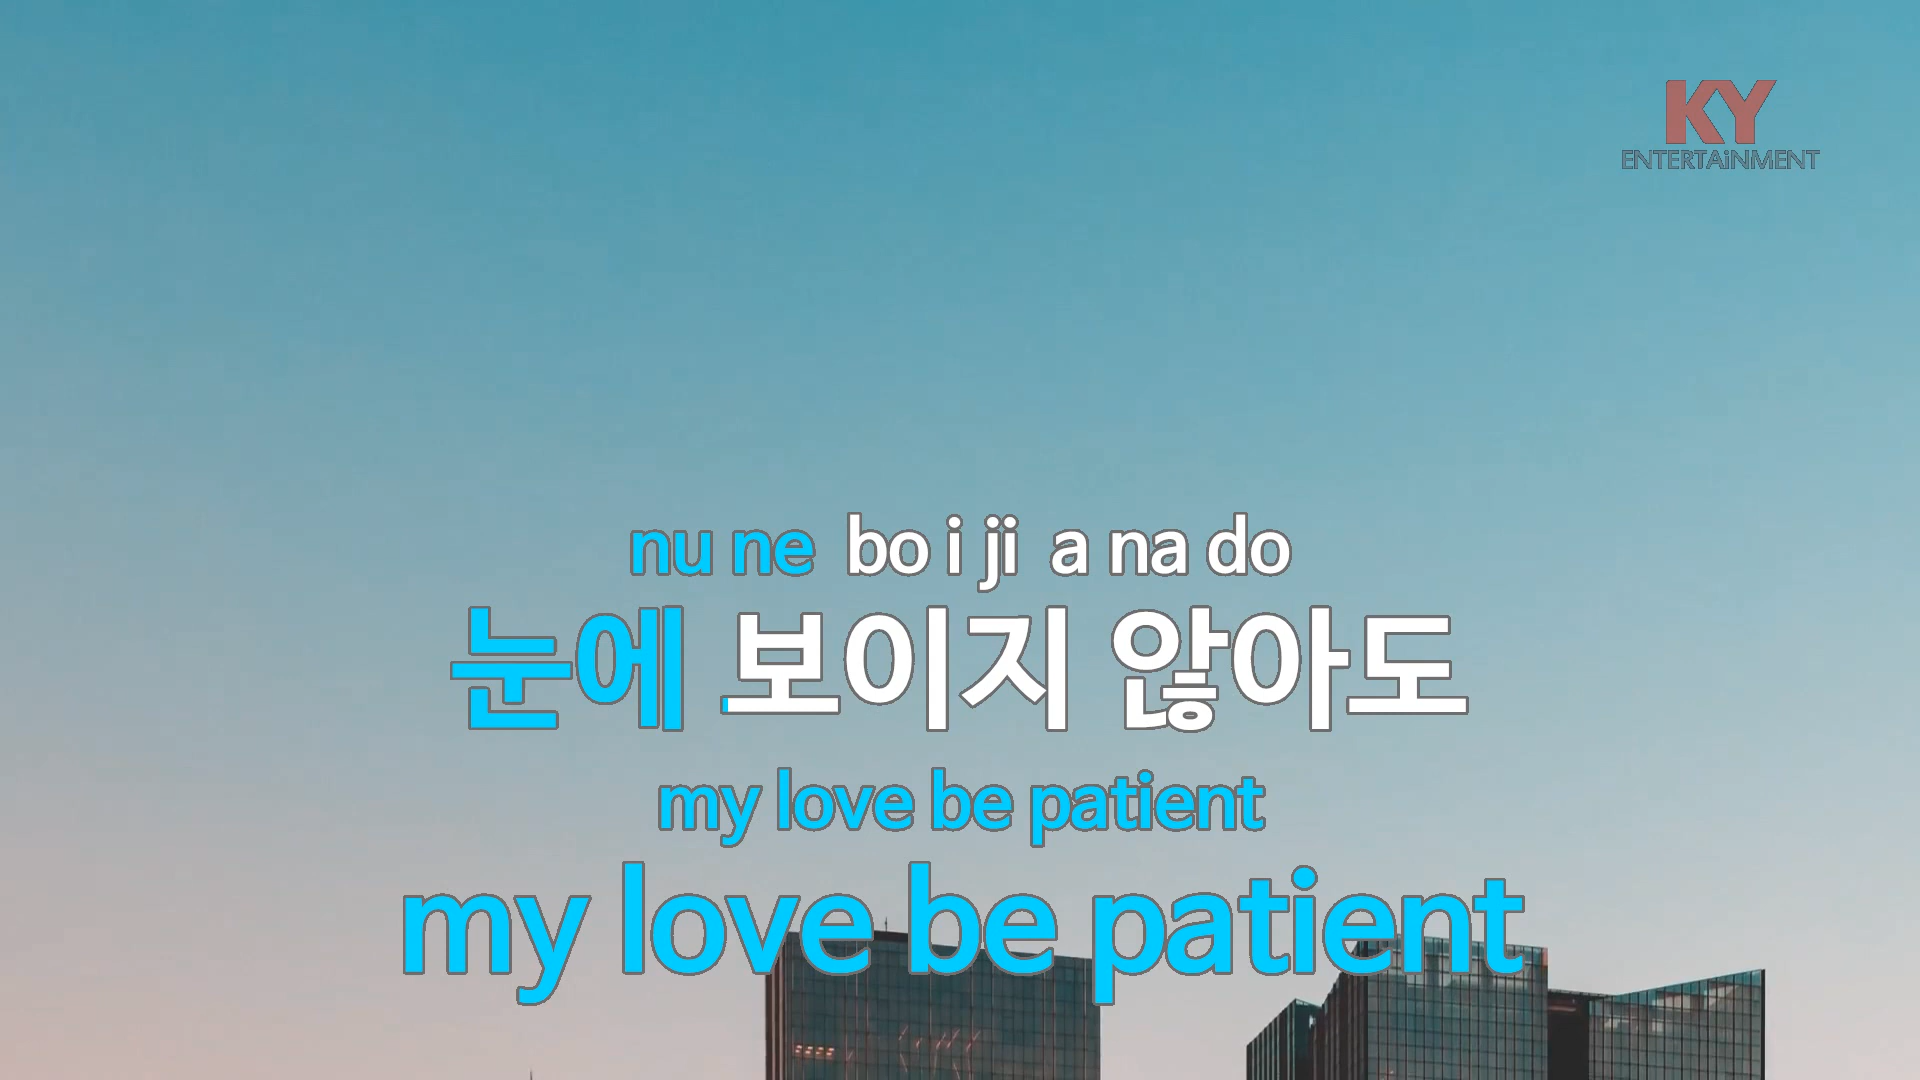 KY
ENTERTAiNMENT
nu ne bo i ji a na do
눈에 보이지 않아도
my love be patient
my love be patient